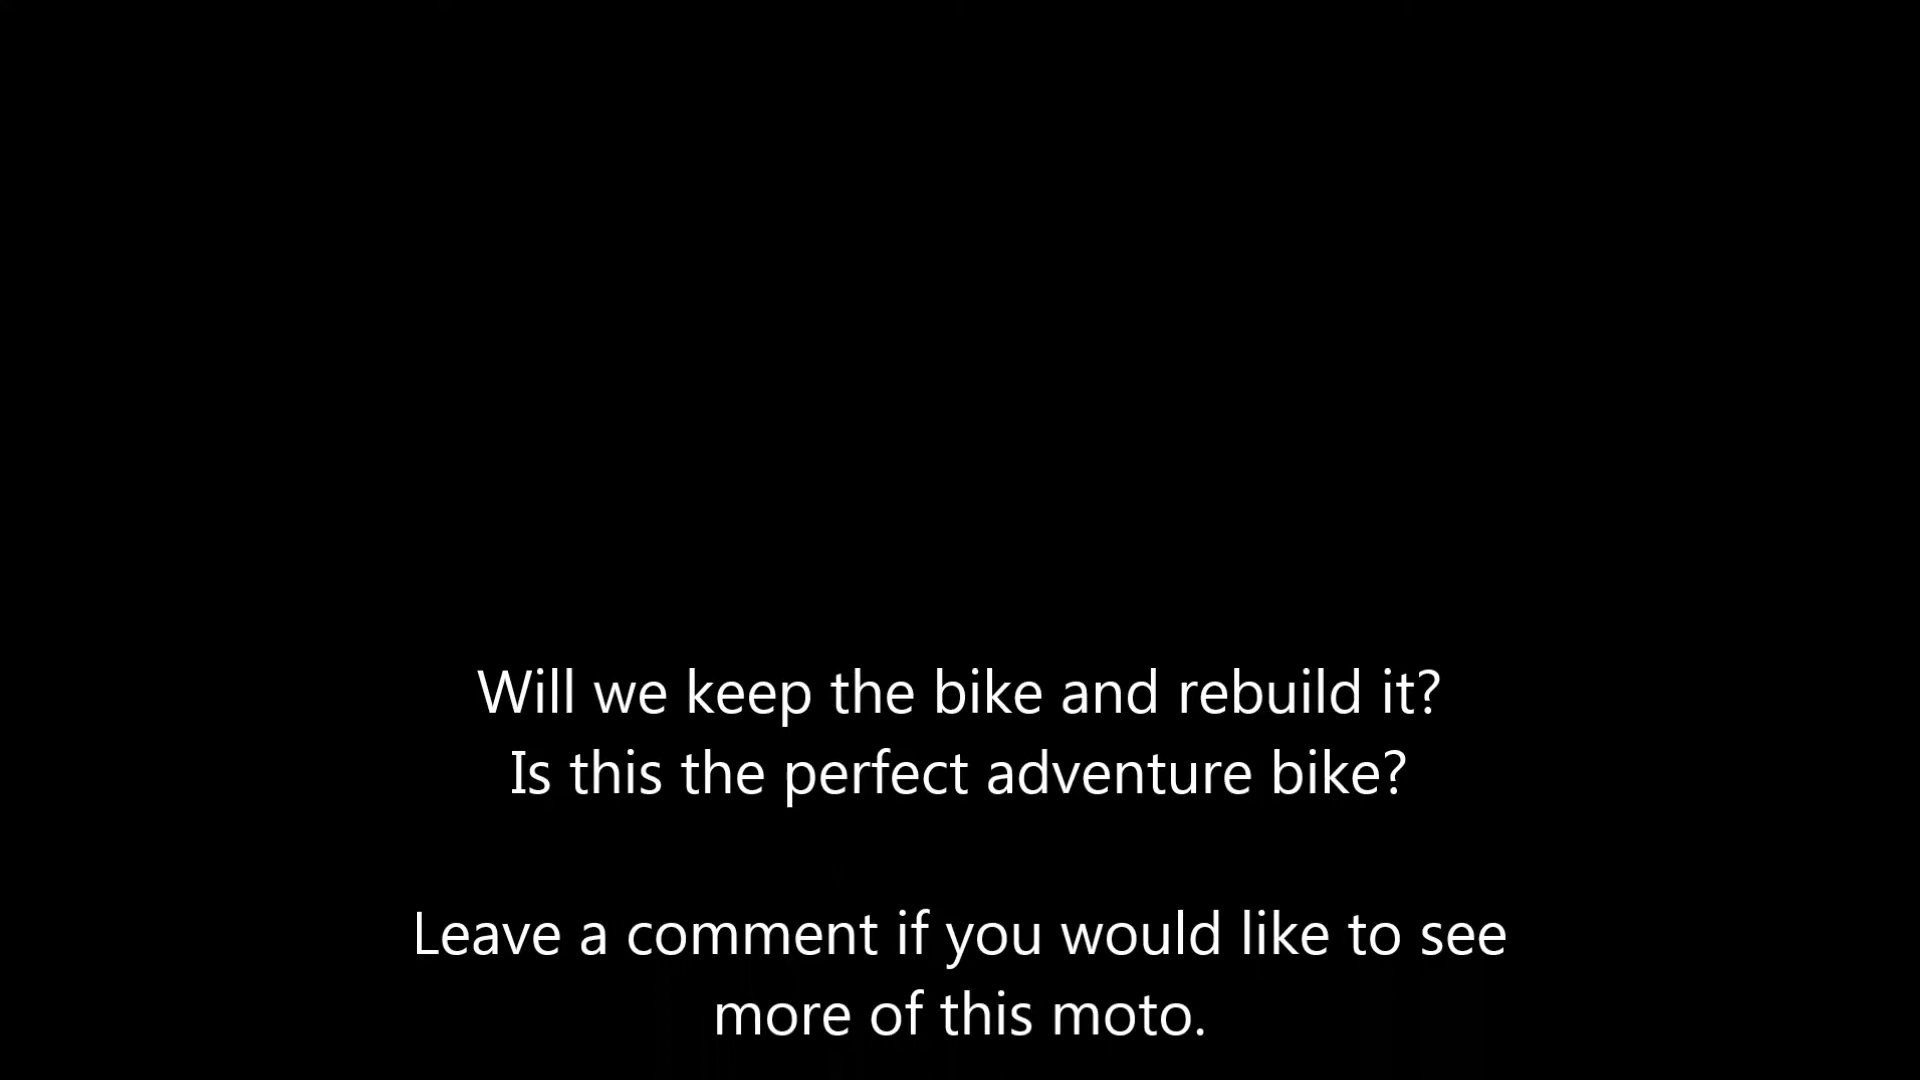 Will we keep the bike and rebuild it?
Is this the perfect adventure bike?
Leave a comment if you would like to see
more of this moto.